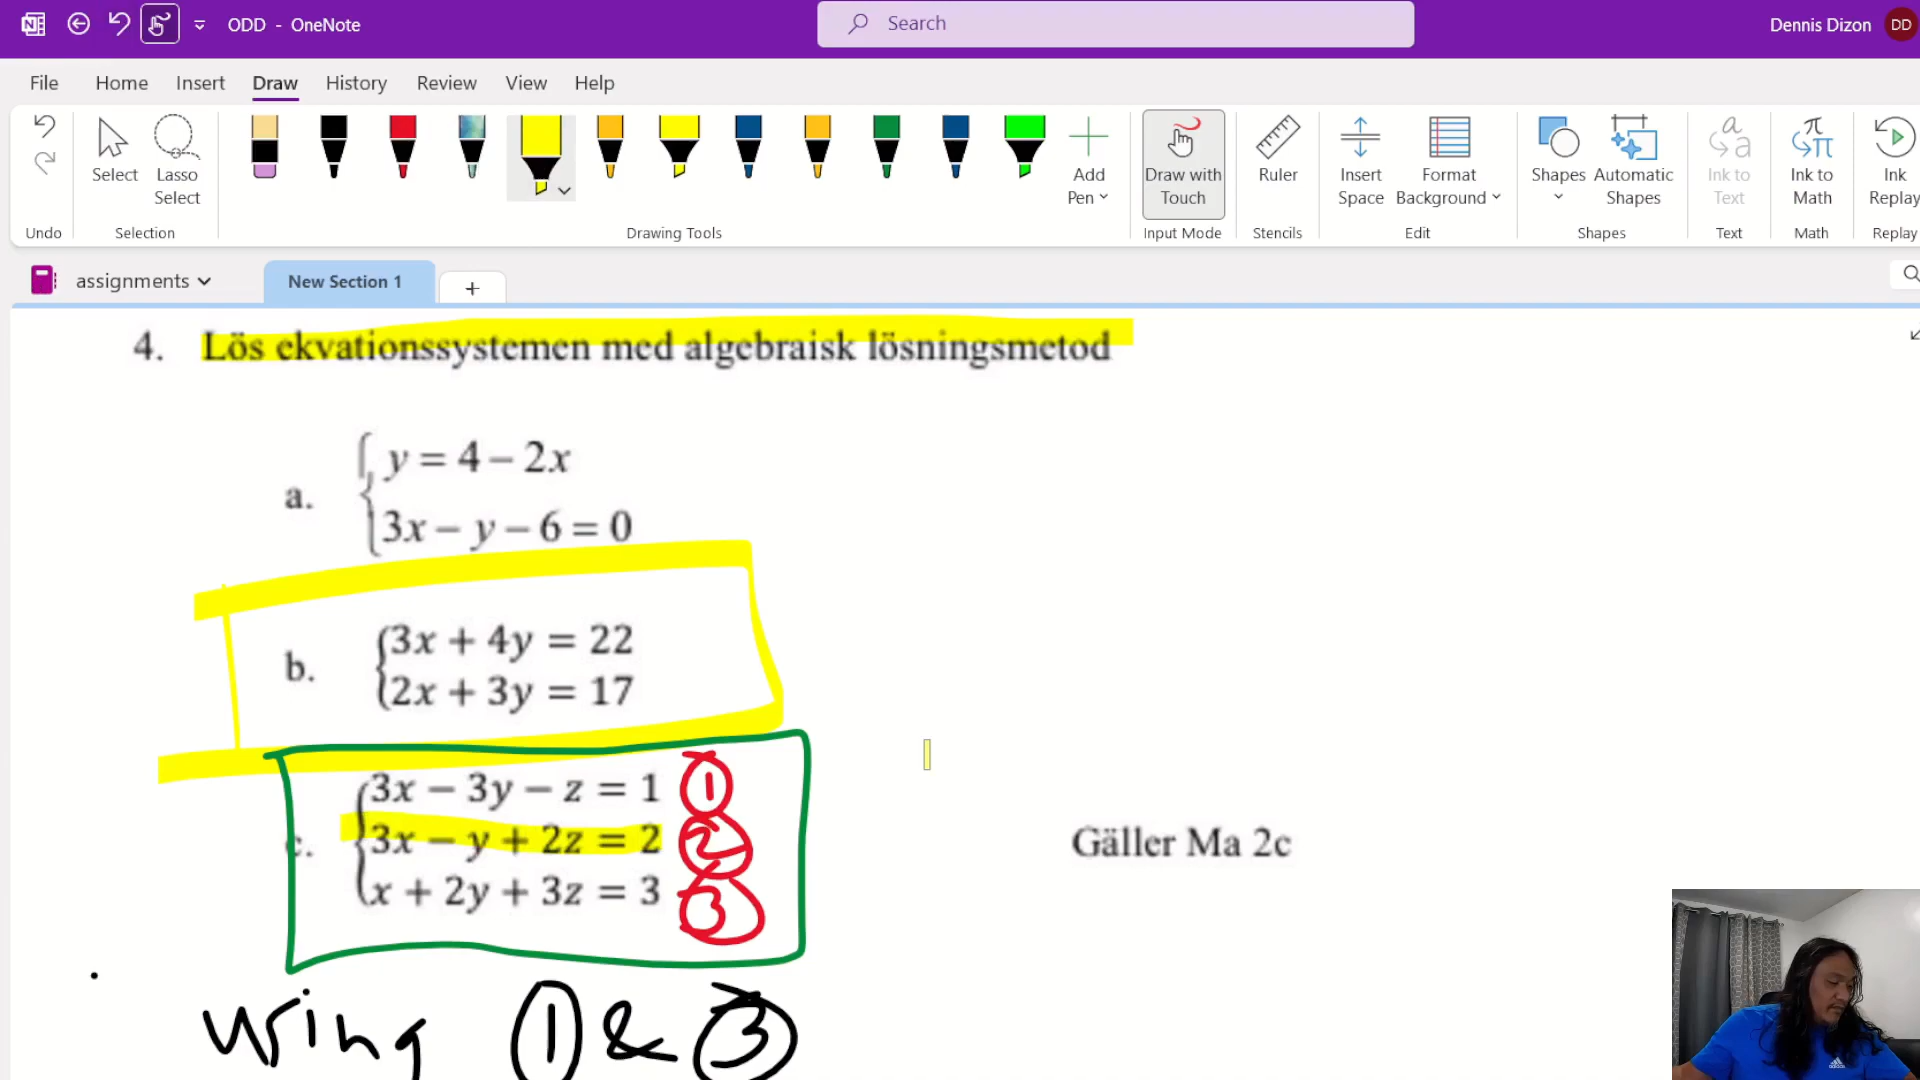 ODD - OneNote
Search
Dennis Dizon
DD
File Home Insert Draw History Review View Help
Select
Lasso Select
Add Pen
Draw with Touch
Ruler
Insert Space
Format Background
Shapes
Automatic Shapes
Ink to Text
Ink to Math
Ink Replay
Undo Selection Drawing Tools Input Mode Stencils Edit Shapes Text Math Replay
assignments New Section 1 +
4. Lös ekvationssystemen med algebraisk lösningsmetod
a. y = 4 − 2x
3x − y − 6 = 0
b. 3x + 4y = 22
2x + 3y = 17
3x − 3y − z = 1 ①
c. 3x − y + 2z = 2 ②
x + 2y + 3z = 3 ③
Gäller Ma 2c
using ① & ③